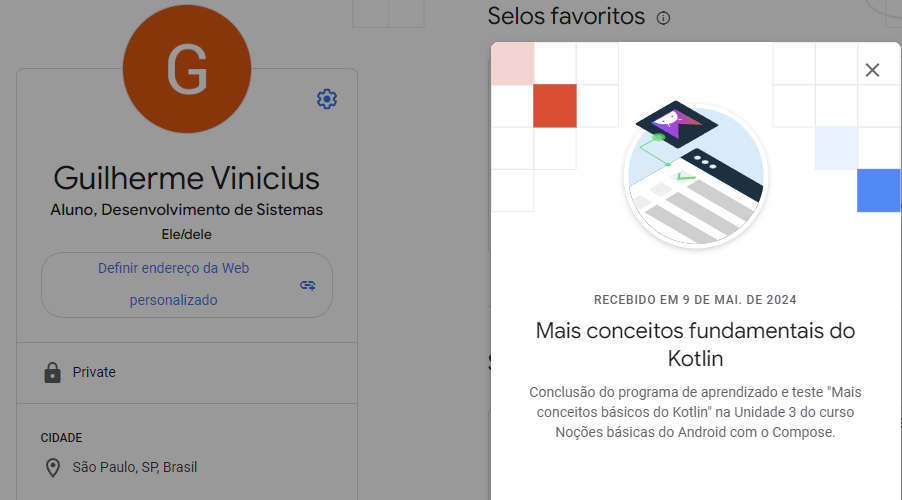 G
Guilherme Vinicius
Aluno, Desenvolvimento de Sistemas
Ele/dele
Definir endereço da Web
personalizado
Private
CIDADE
São Paulo, SP, Brasil
Selos favoritos
RECEBIDO EM 9 DE MAI. DE 2024
Mais conceitos fundamentais do
Kotlin
Conclusão do programa de aprendizado e teste "Mais
conceitos básicos do Kotlin" na Unidade 3 do curso
Noções básicas do Android com o Compose.